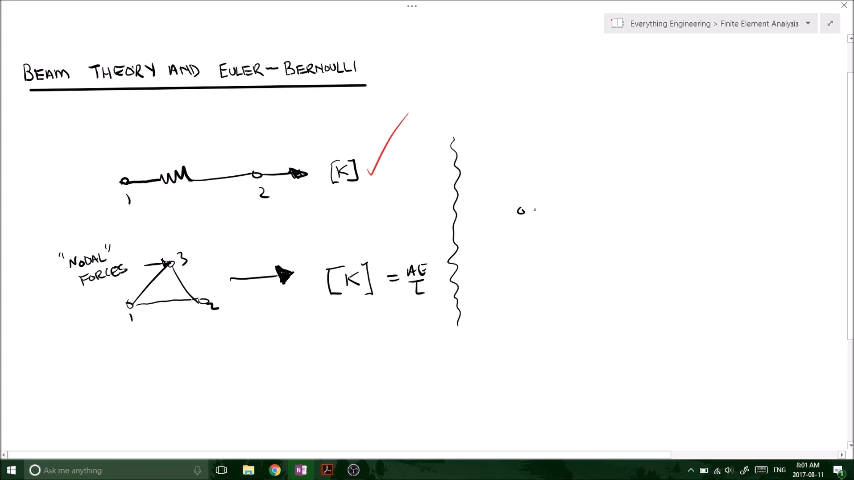 Everything Engineering > Finite Element Analysis
BEAM THEORY AND EULER-BERNOULLI
1
2
[K]
"NODAL"
FORCES
3
1
2
[K] = AE
L
Ask me anything
ENG
8:01 AM
2017-08-11